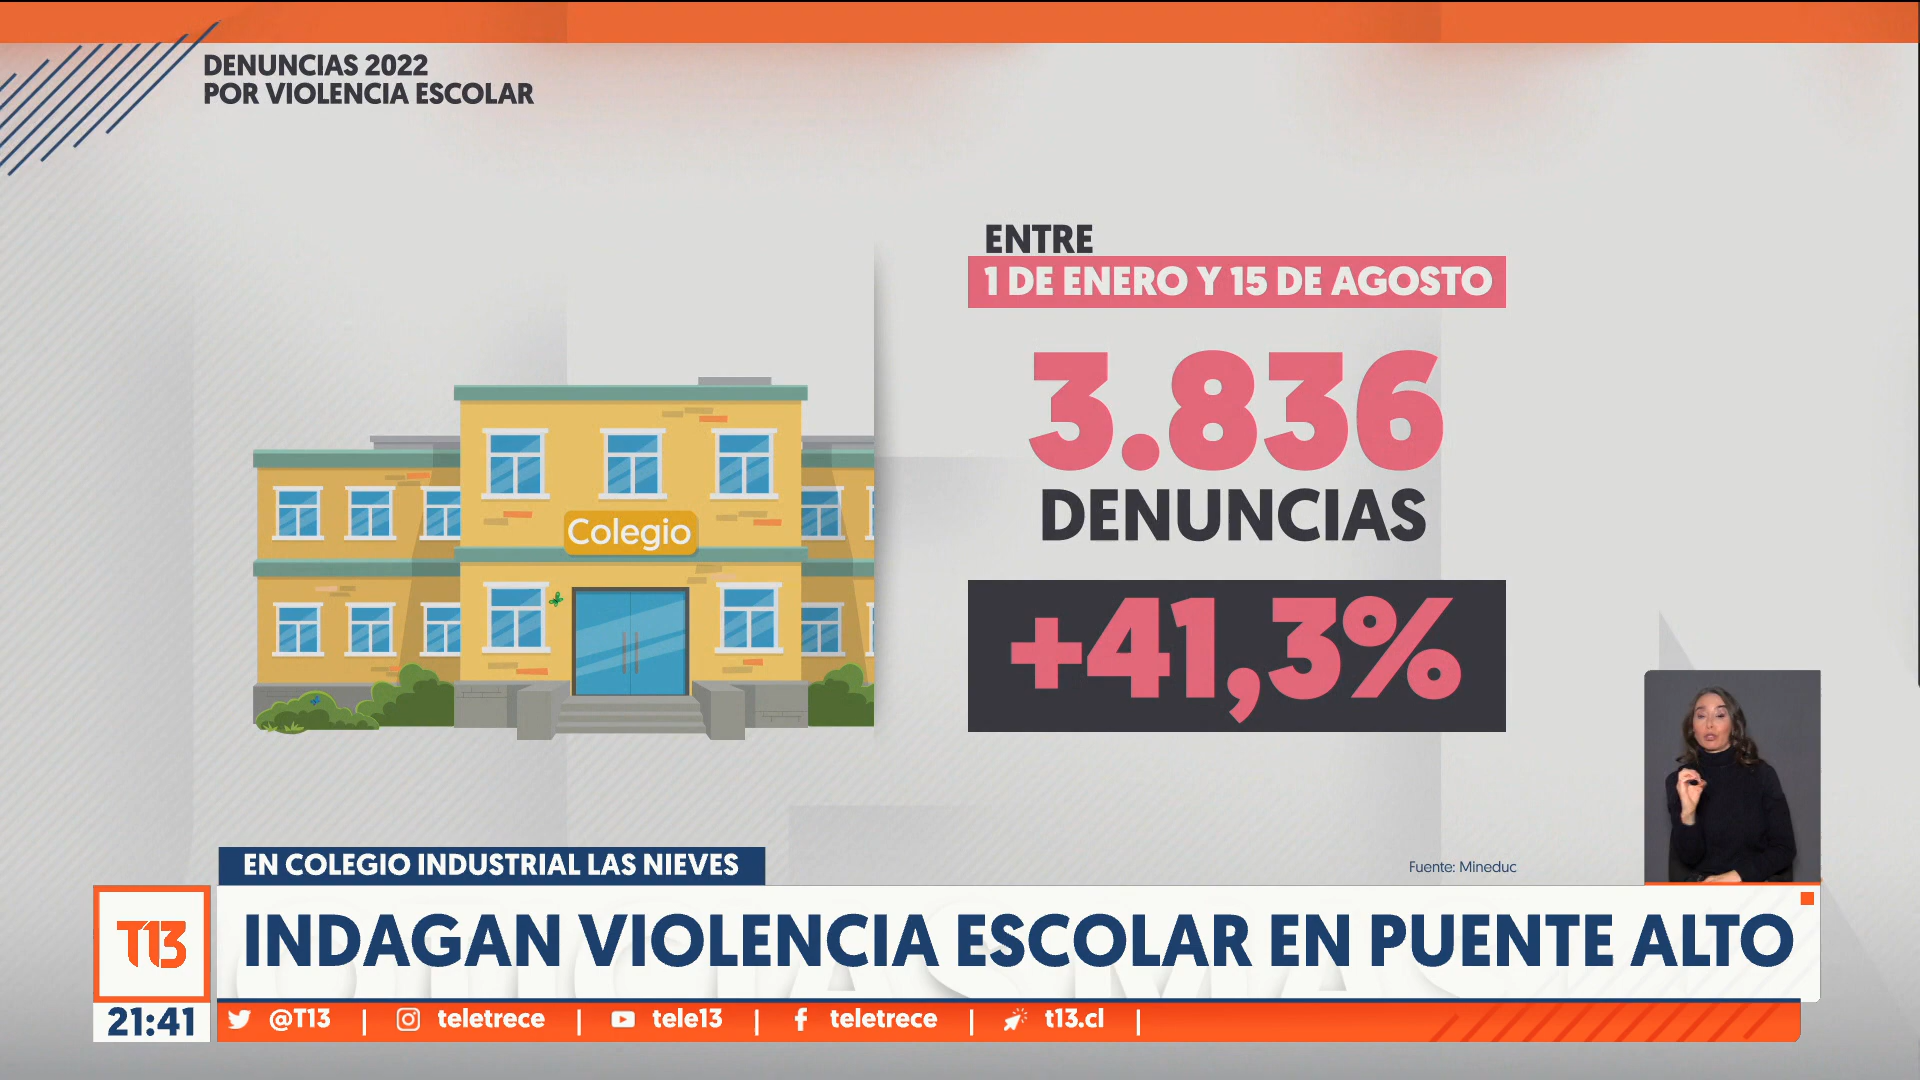 DENUNCIAS 2022
POR VIOLENCIA ESCOLAR
ENTRE
1 DE ENERO Y 15 DE AGOSTO
3.836
DENUNCIAS
+41,3%
Colegio
Fuente: Mineduc
EN COLEGIO INDUSTRIAL LAS NIEVES
INDAGAN VIOLENCIA ESCOLAR EN PUENTE ALTO
T13
21:41
@T13 | teletrece | tele13 | teletrece | t13.cl |